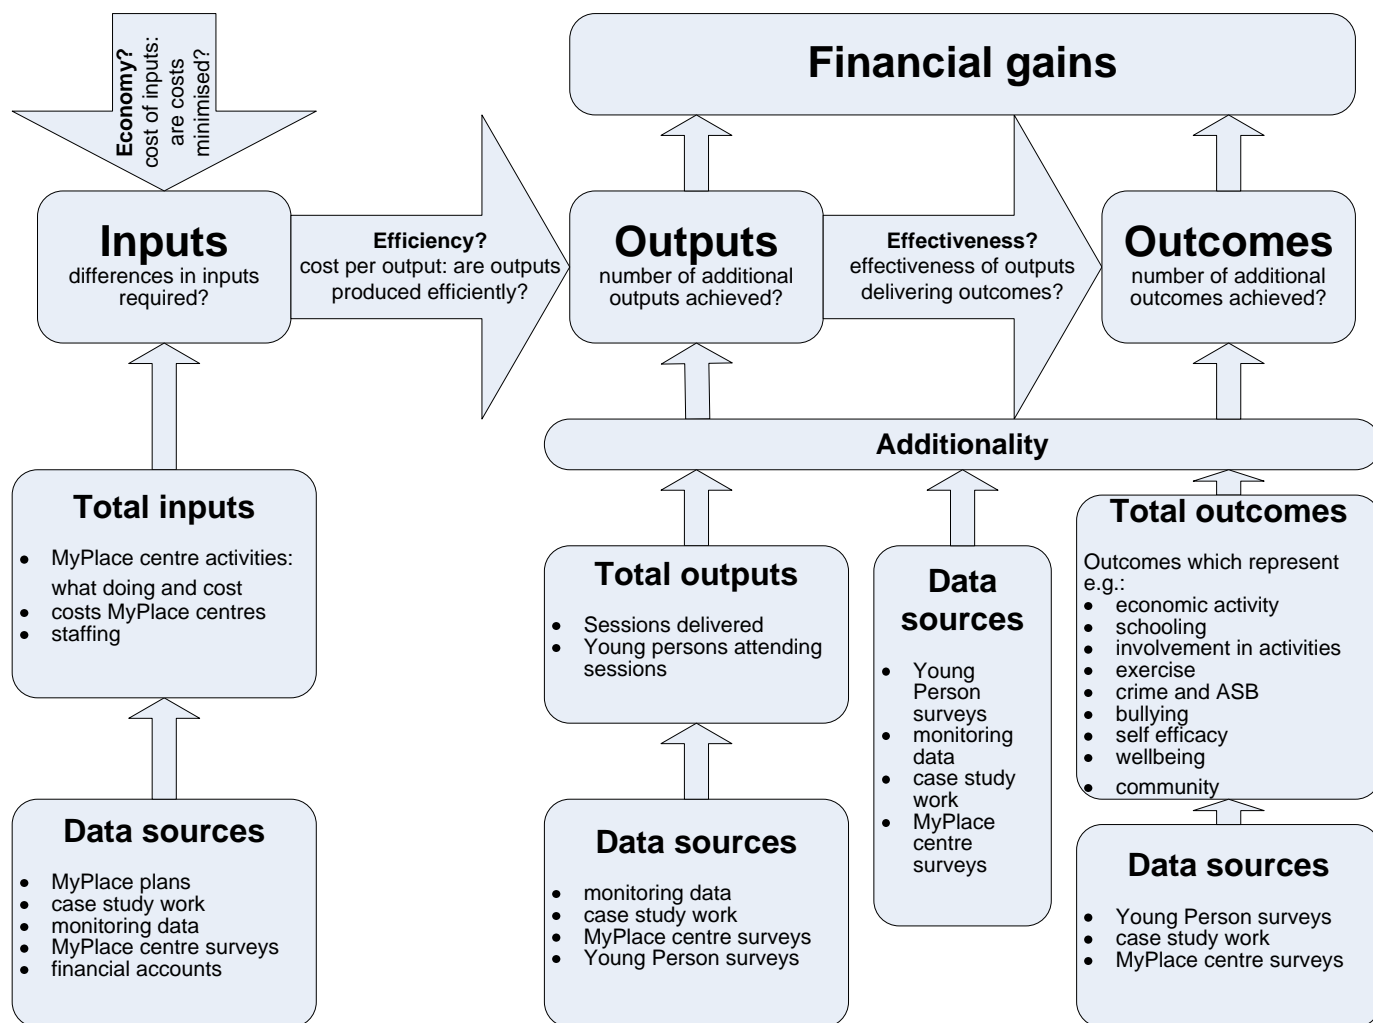 Economy?
cost of inputs:
are costs
minimised?
Financial gains
Inputs
differences in inputs
required?
Efficiency?
cost per output: are outputs
produced efficiently?
Outputs
number of additional
outputs achieved?
Effectiveness?
effectiveness of outputs
delivering outcomes?
Outcomes
number of additional
outcomes achieved?
Additionality
Total inputs
• MyPlace centre activities:
what doing and cost
• costs MyPlace centres
• staffing
Total outputs
• Sessions delivered
• Young persons attending
sessions
Data
sources
• Young
Person
surveys
• monitoring
data
• case study
work
• MyPlace
centre
surveys
Total outcomes
Outcomes which represent
e.g.:
• economic activity
• schooling
• involvement in activities
• exercise
• crime and ASB
• bullying
• self efficacy
• wellbeing
• community
Data sources
• MyPlace plans
• case study work
• monitoring data
• MyPlace centre surveys
• financial accounts
Data sources
• monitoring data
• case study work
• MyPlace centre surveys
• Young Person surveys
Data sources
• Young Person surveys
• case study work
• MyPlace centre surveys